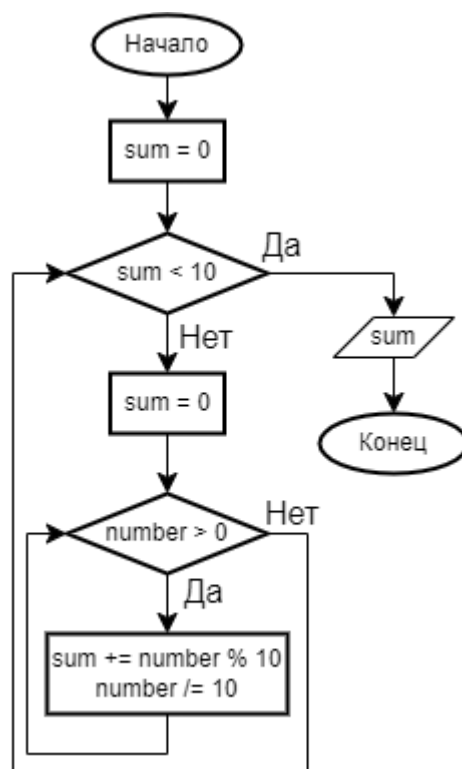 Начало
sum = 0
sum < 10
Да
sum
Нет
sum = 0
Конец
number > 0
Нет
Да
sum += number % 10
number /= 10